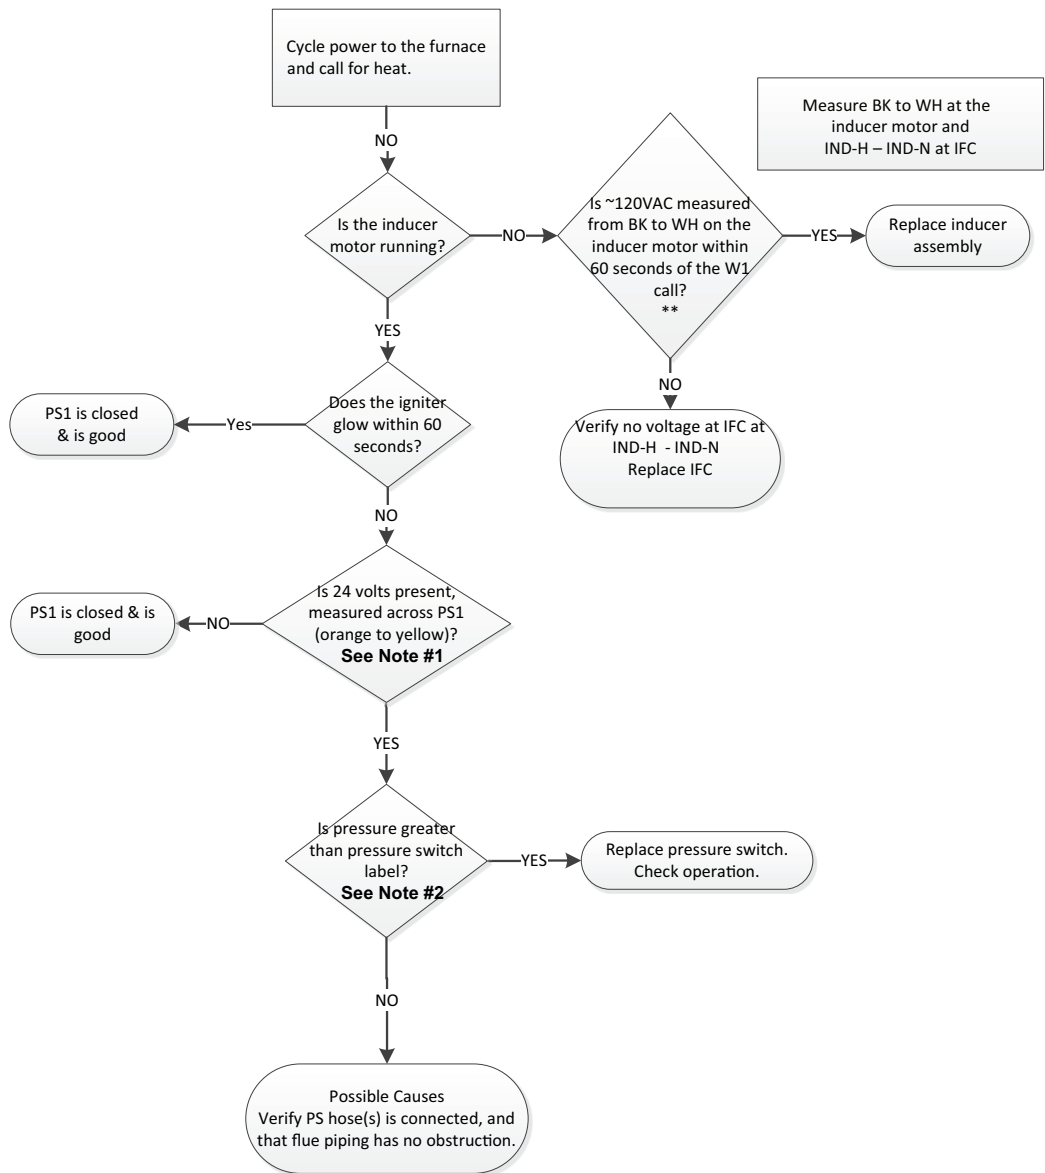 Cycle power to the furnace
and call for heat.
Measure BK to WH at the
inducer motor and
IND-H – IND-N at IFC
NO
Is the inducer
motor running?
NO
Is ~120VAC measured
from BK to WH on the
inducer motor within
60 seconds of the W1
call?
**
YES
Replace inducer
assembly
YES
NO
Verify no voltage at IFC at
IND-H - IND-N
Replace IFC
Does the igniter
glow within 60
seconds?
Yes
PS1 is closed
& is good
NO
Is 24 volts present,
measured across PS1
(orange to yellow)?
See Note #1
NO
PS1 is closed & is
good
YES
Is pressure greater
than pressure switch
label?
See Note #2
YES
Replace pressure switch.
Check operation.
NO
Possible Causes
Verify PS hose(s) is connected, and
that flue piping has no obstruction.